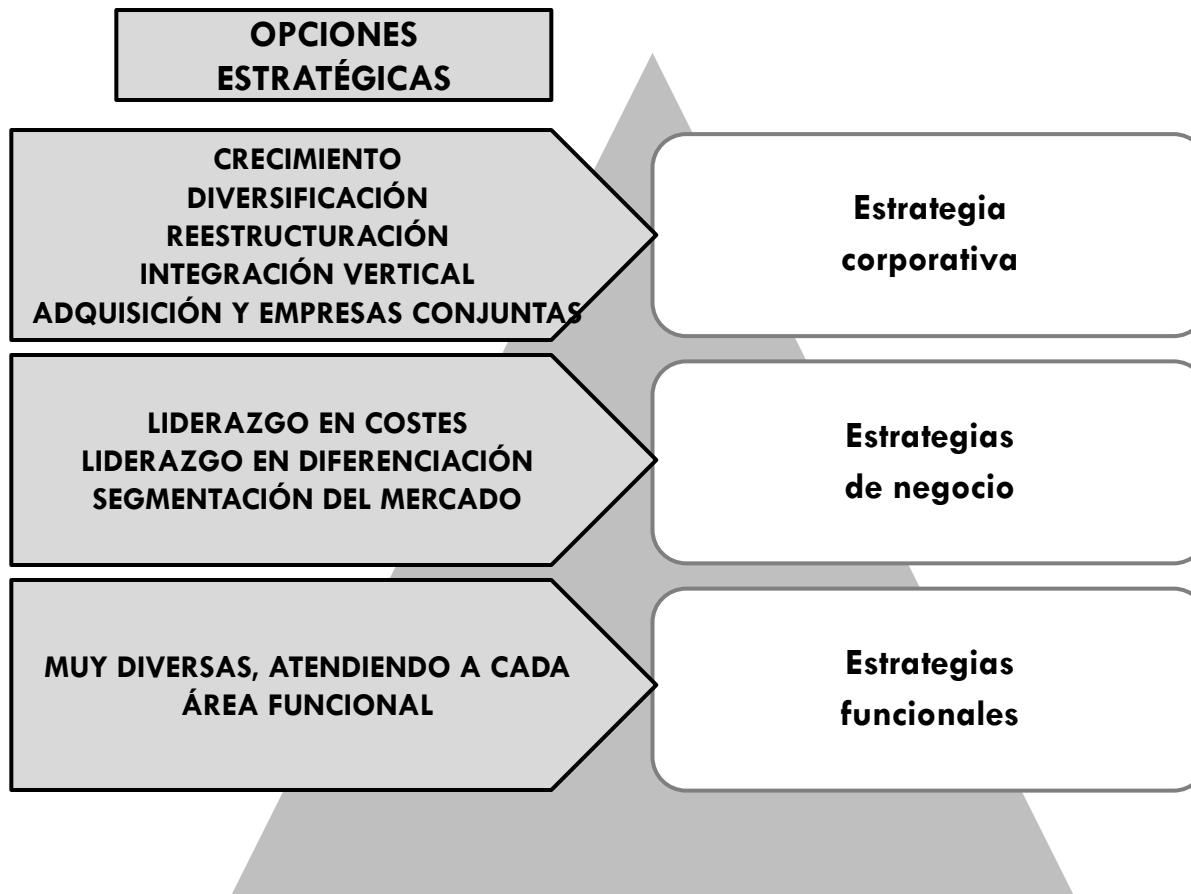 OPCIONES
ESTRATÉGICAS
CRECIMIENTO
DIVERSIFICACIÓN
REESTRUCTURACIÓN
INTEGRACIÓN VERTICAL
ADQUISICIÓN Y EMPRESAS CONJUNTAS
Estrategia
corporativa
LIDERAZGO EN COSTES
LIDERAZGO EN DIFERENCIACIÓN
SEGMENTACIÓN DEL MERCADO
Estrategias
de negocio
MUY DIVERSAS, ATENDIENDO A CADA
ÁREA FUNCIONAL
Estrategias
funcionales